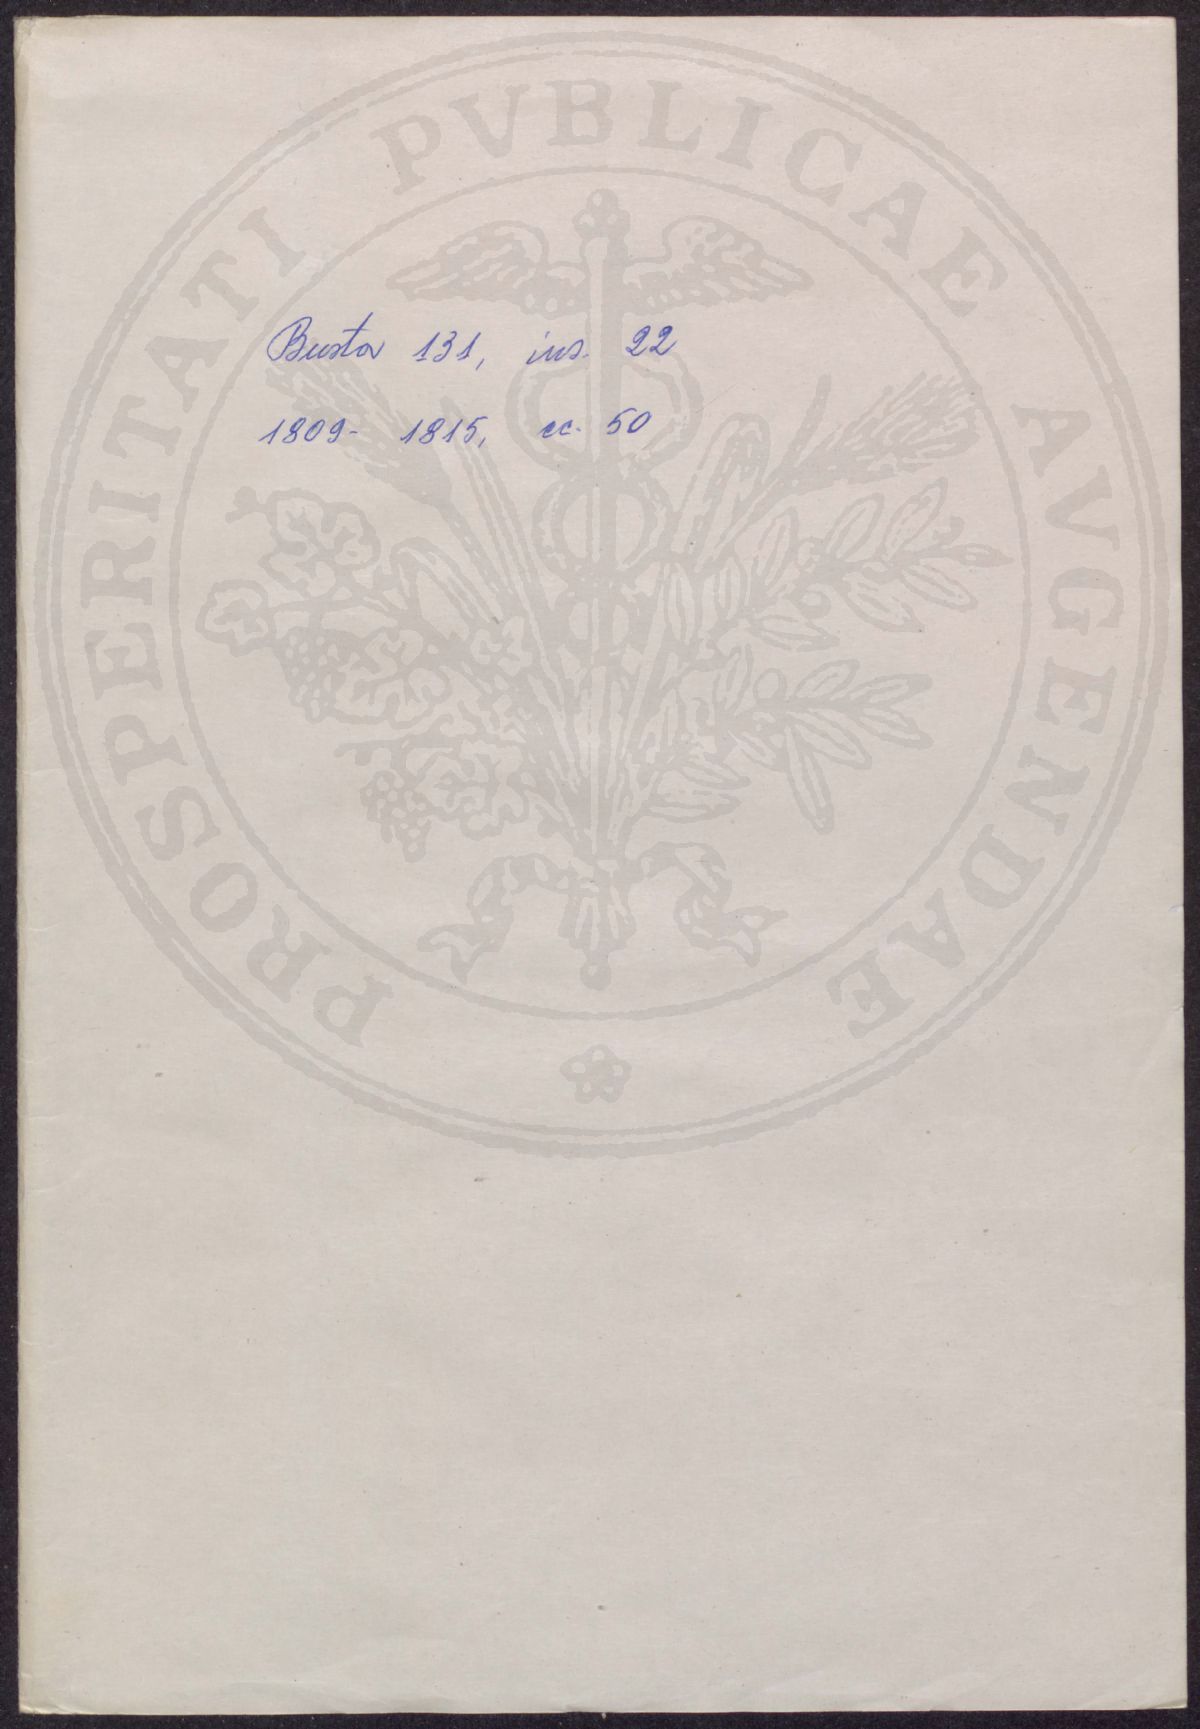 PROSPERITATI PVBLICAE AVGENDAE
Busta 131, ins. 22
1809- 1815, cc. 50